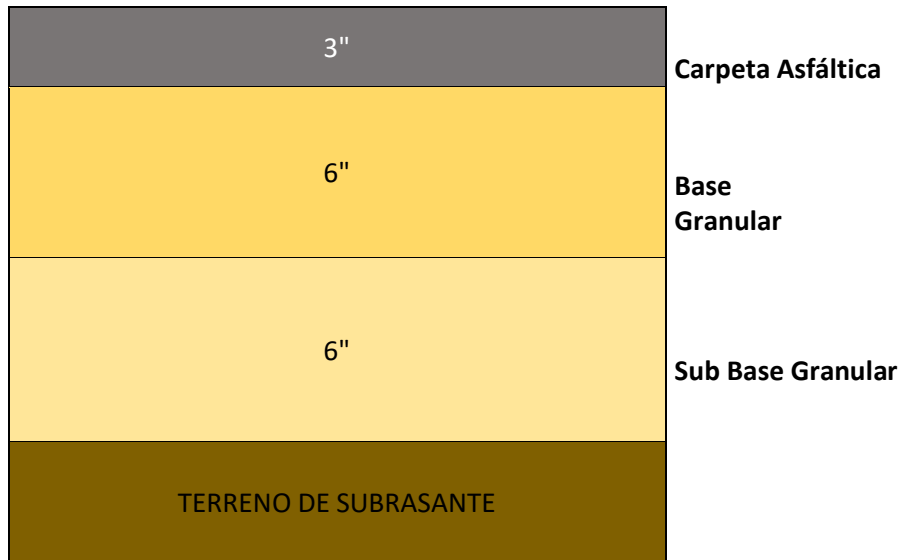 3"
Carpeta Asfáltica
6"
Base
Granular
6"
Sub Base Granular
TERRENO DE SUBRASANTE